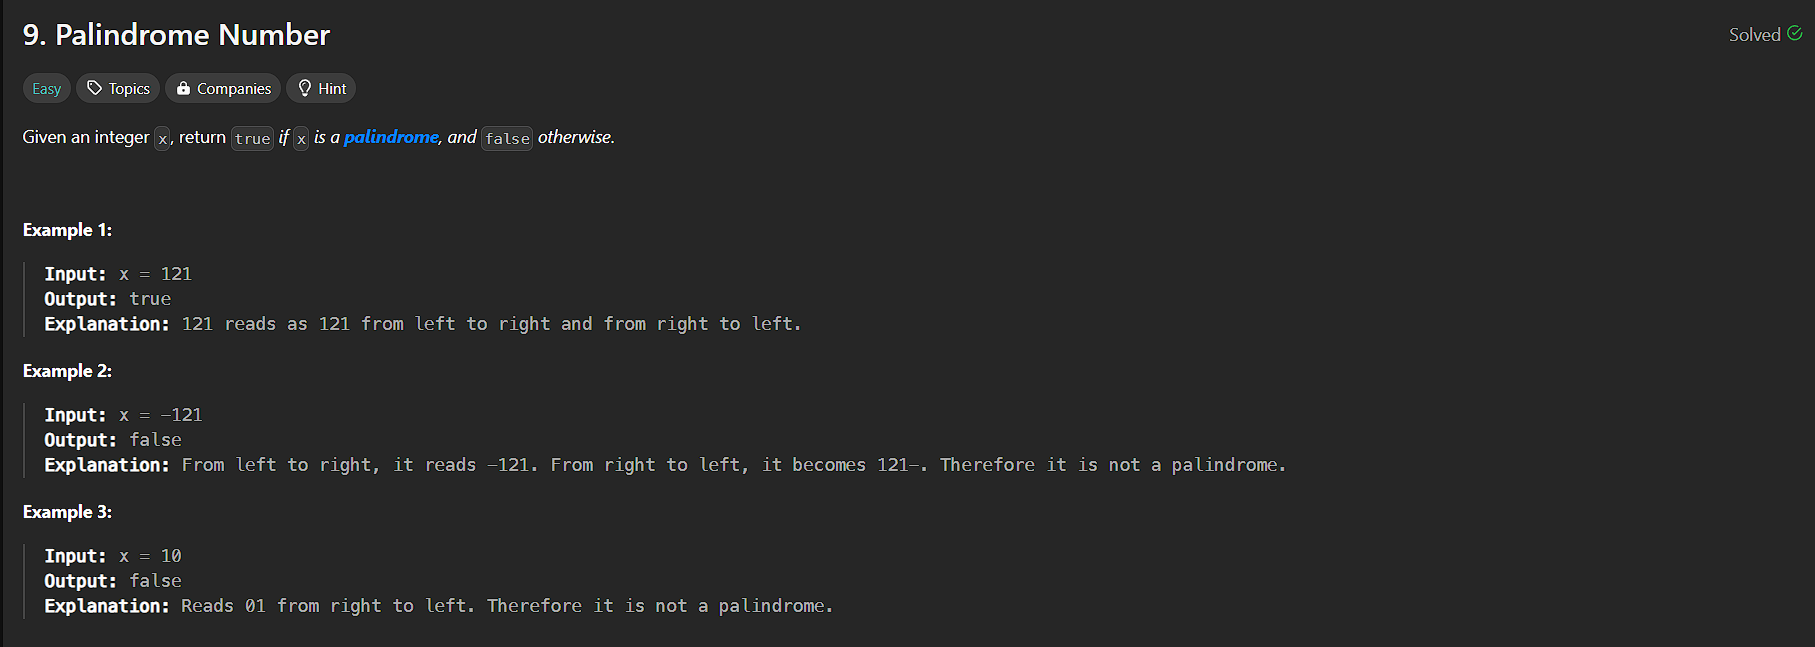 9. Palindrome Number
Solved
Easy Topics Companies Hint
Given an integer x, return true if x is a palindrome, and false otherwise.
Example 1:
Input: x = 121
Output: true
Explanation: 121 reads as 121 from left to right and from right to left.
Example 2:
Input: x = -121
Output: false
Explanation: From left to right, it reads -121. From right to left, it becomes 121-. Therefore it is not a palindrome.
Example 3:
Input: x = 10
Output: false
Explanation: Reads 01 from right to left. Therefore it is not a palindrome.